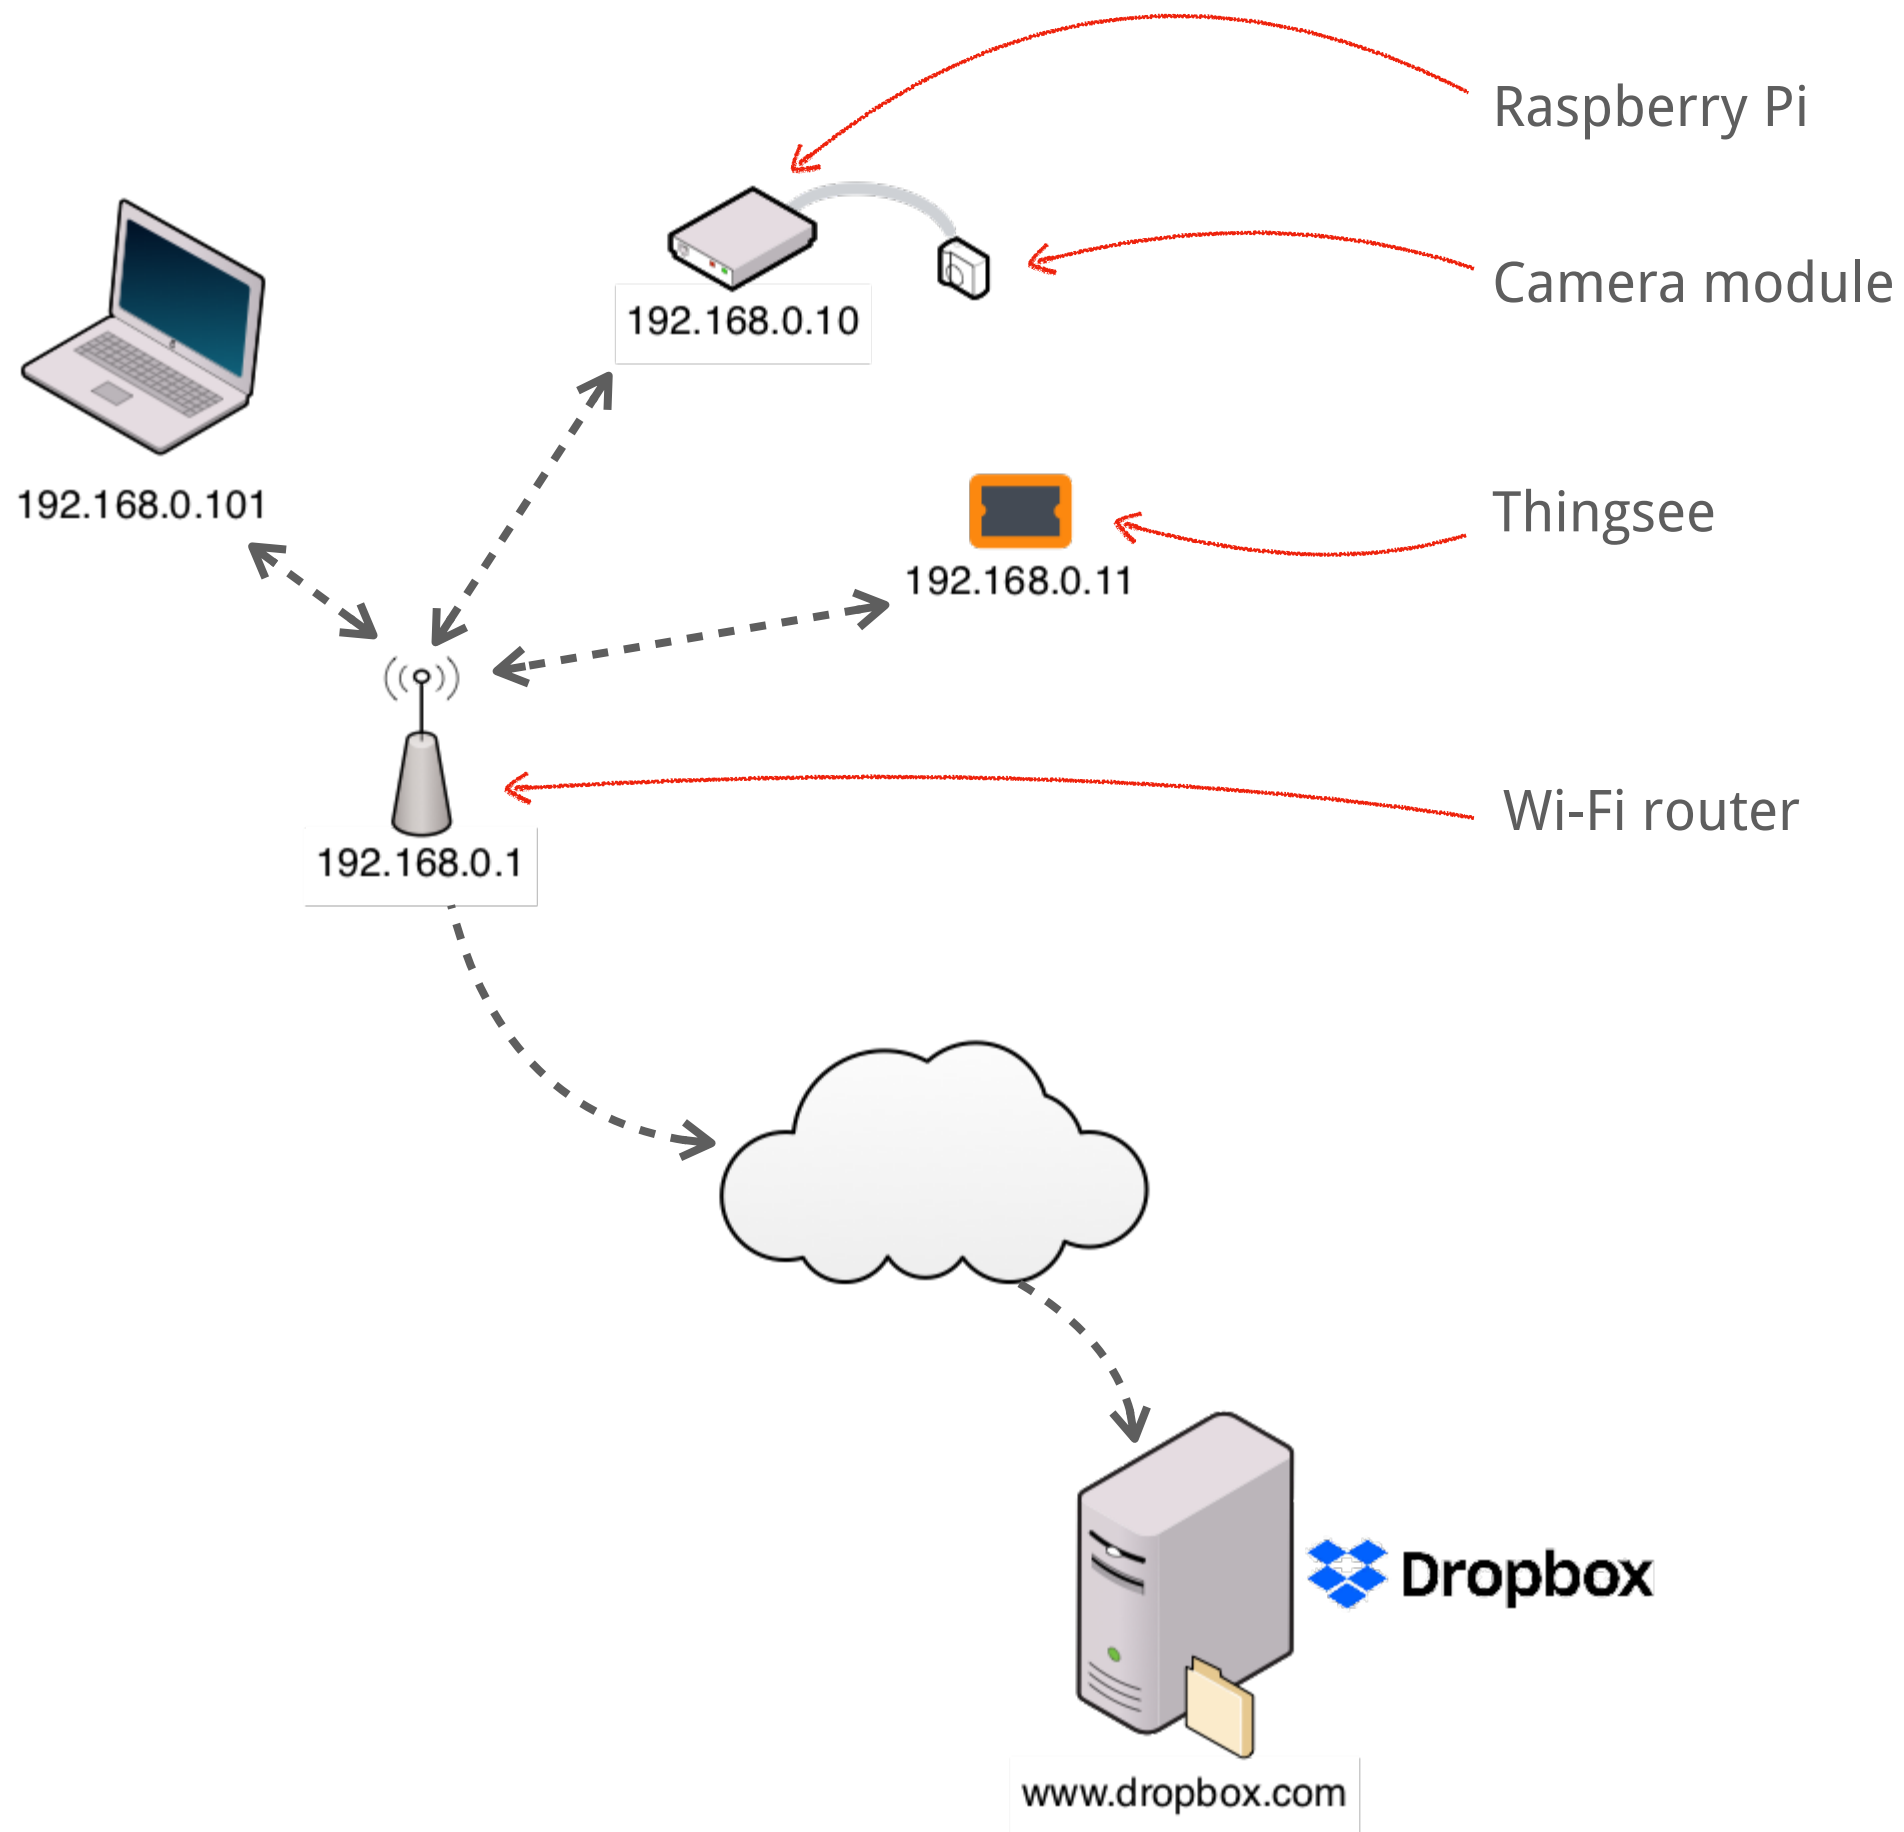 Raspberry Pi
Camera module
192.168.0.10
192.168.0.101
Thingsee
192.168.0.11
Wi-Fi router
192.168.0.1
Dropbox
www.dropbox.com